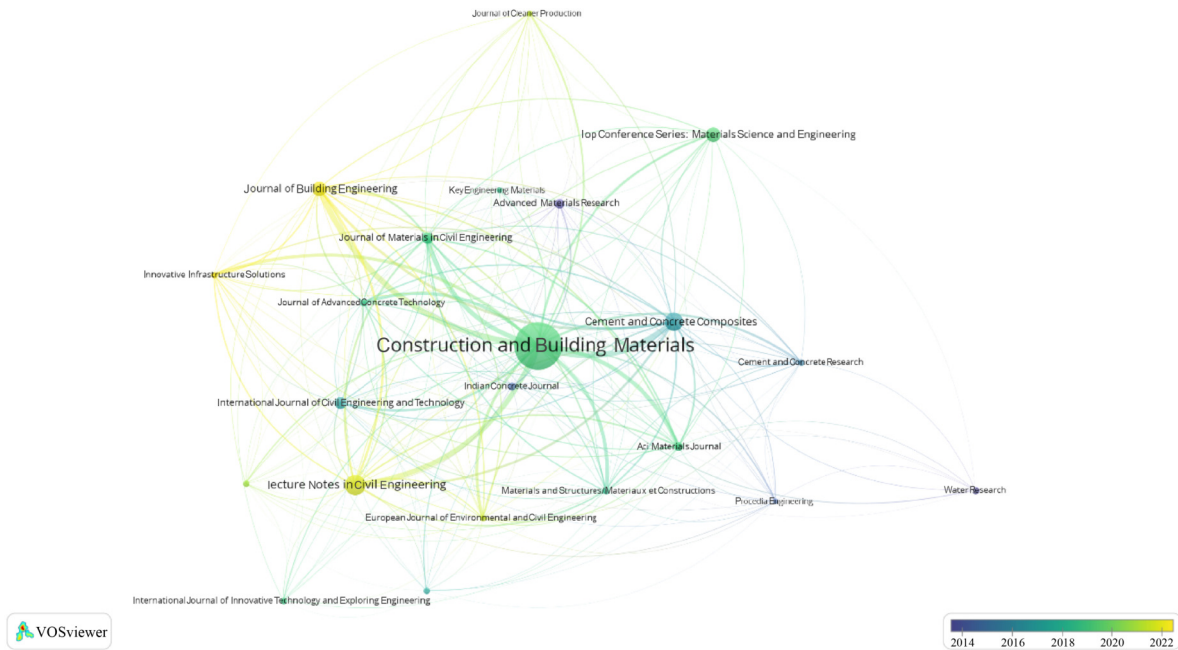 Journal of Cleaner Production
Iop Conference Series: Materials Science and Engineering
Journal of Building Engineering
Key Engineering Materials
Advanced Materials Research
Journal of Materials in Civil Engineering
Innovative Infrastructure Solutions
Journal of Advanced Concrete Technology
Cement and Concrete Composites
Construction and Building Materials
Cement and Concrete Research
Indian Concrete Journal
International Journal of Civil Engineering and Technology
Aci Materials Journal
lecture Notes in Civil Engineering
Materials and Structures/Materiaux et Constructions
Water Research
Procedia Engineering
European Journal of Environmental and Civil Engineering
International Journal of Innovative Technology and Exploring Engineering
VOSviewer
2014 2016 2018 2020 2022